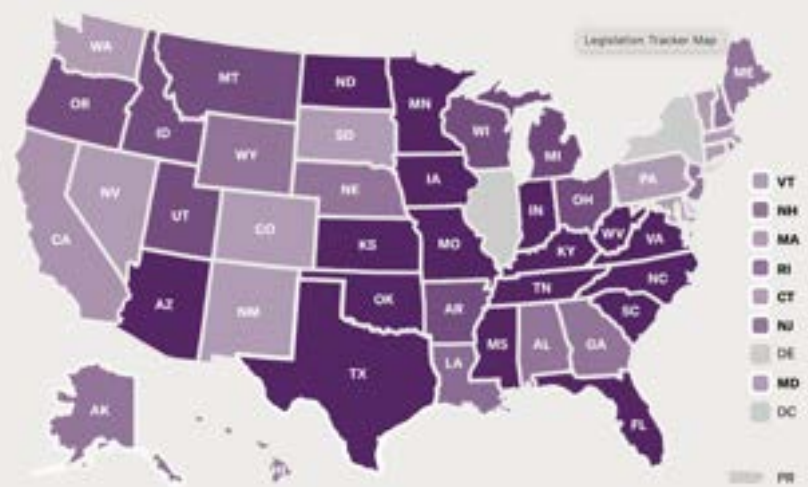 Legislation Tracker Map
WA
MT
ND
MN
ME
OR
ID
SD
WI
MI
WY
IA
NE
PA
NV
OH
IN
UT
CO
VA
WV
CA
KS
MO
KY
NC
TN
AZ
NM
OK
AR
SC
MS
AL
GA
LA
TX
AK
FL
HI
VT
NH
MA
RI
CT
NJ
DE
MD
DC
PR